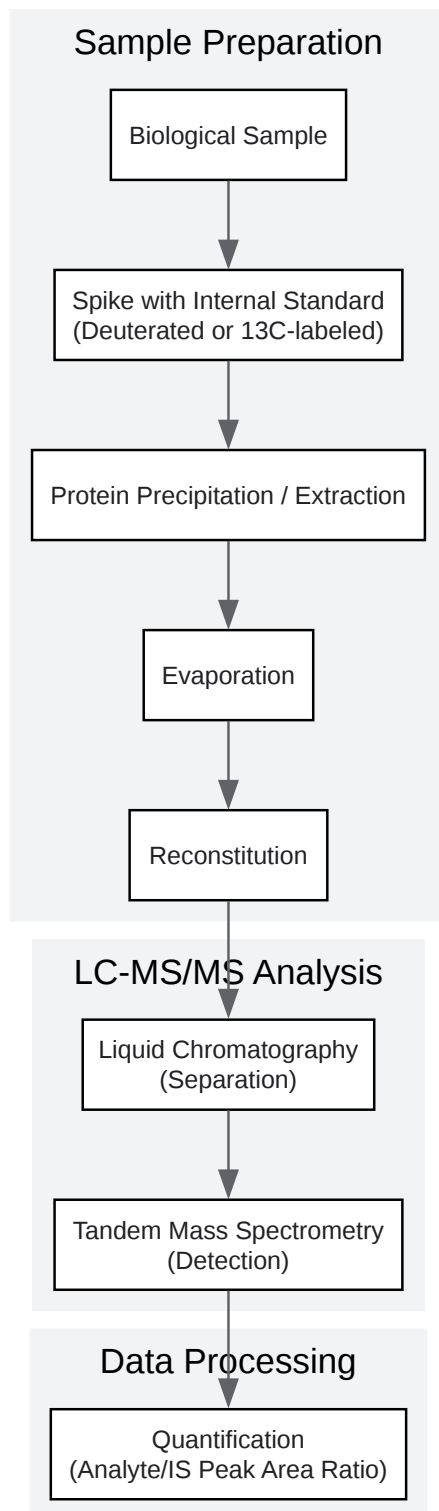 Sample Preparation
Biological Sample
Spike with Internal Standard
(Deuterated or 13C-labeled)
Protein Precipitation / Extraction
Evaporation
Reconstitution
LC-MS/MS Analysis
Liquid Chromatography
(Separation)
Tandem Mass Spectrometry
(Detection)
Data Processing
Quantification
(Analyte/IS Peak Area Ratio)